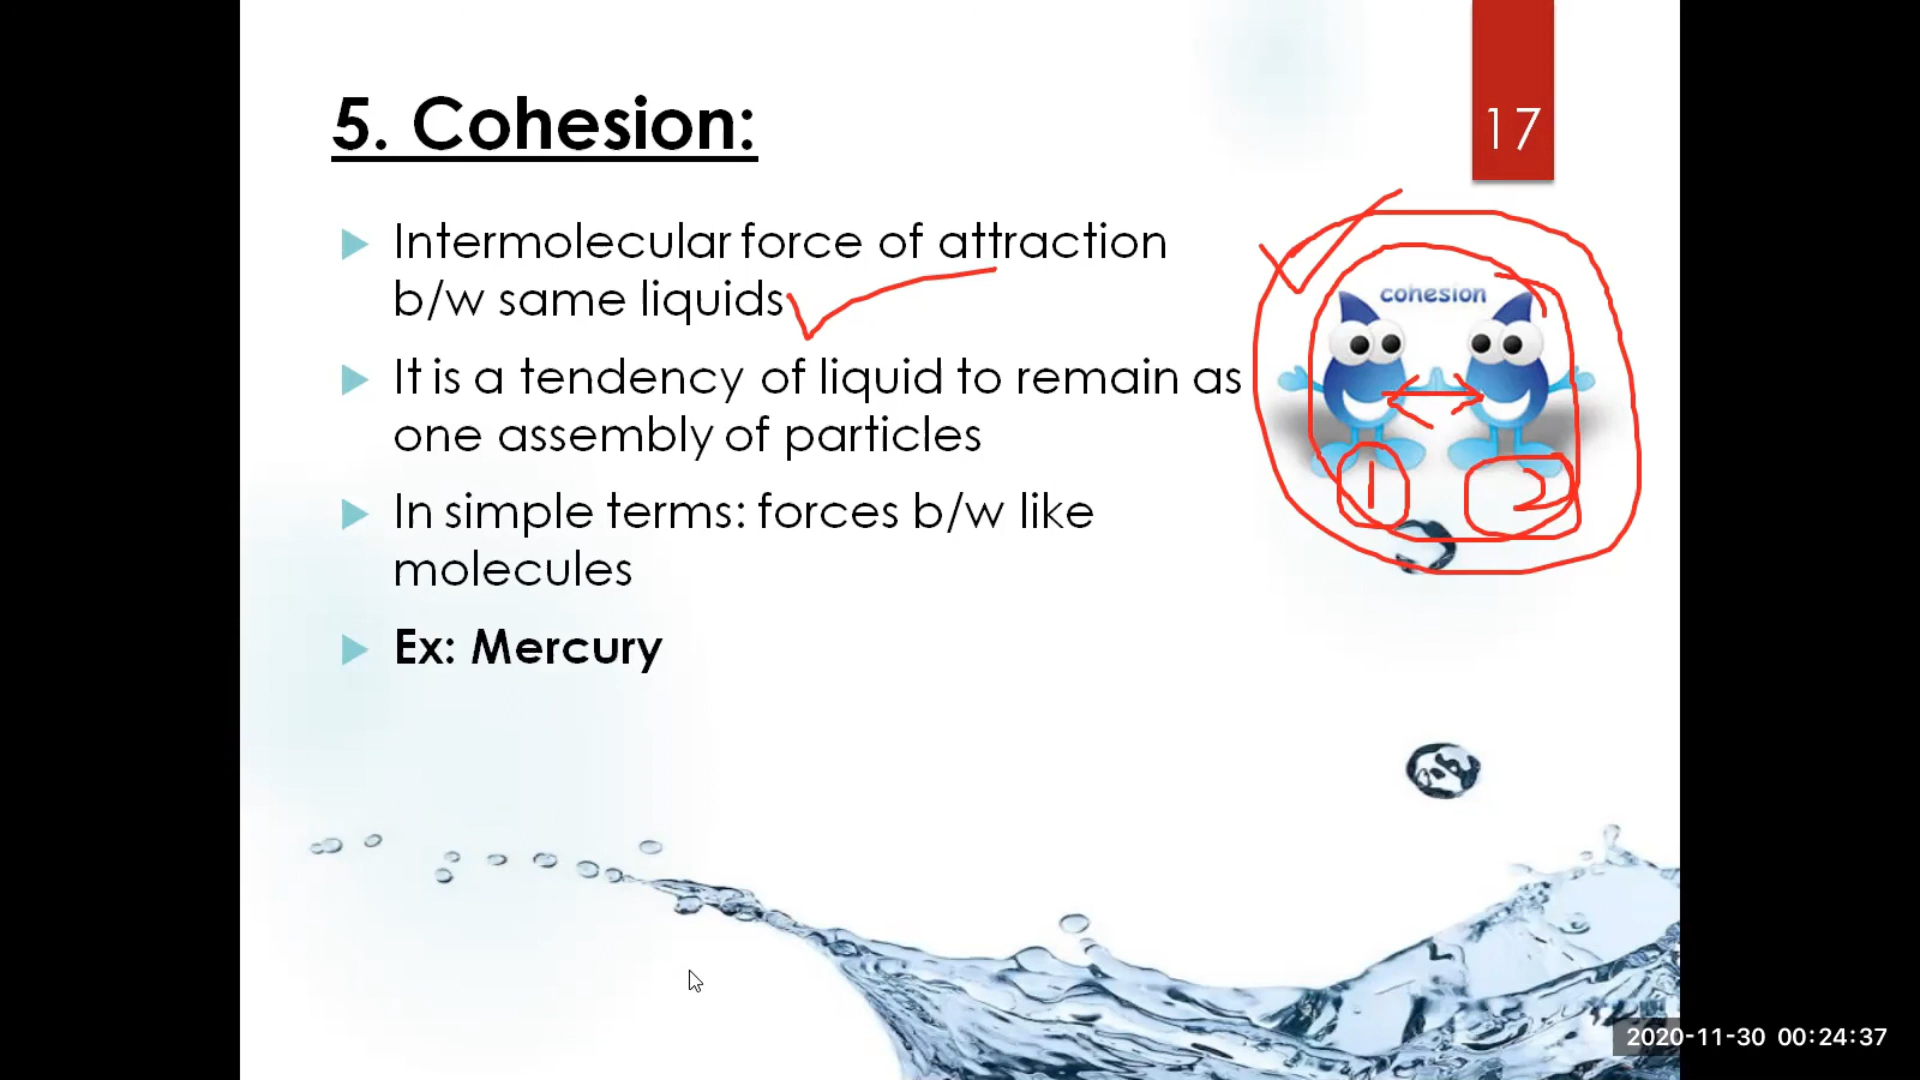 5. Cohesion:
17
Intermolecular force of attraction
b/w same liquids
It is a tendency of liquid to remain as
one assembly of particles
In simple terms: forces b/w like
molecules
Ex: Mercury
cohesion
1 2
2020-11-30 00:24:37